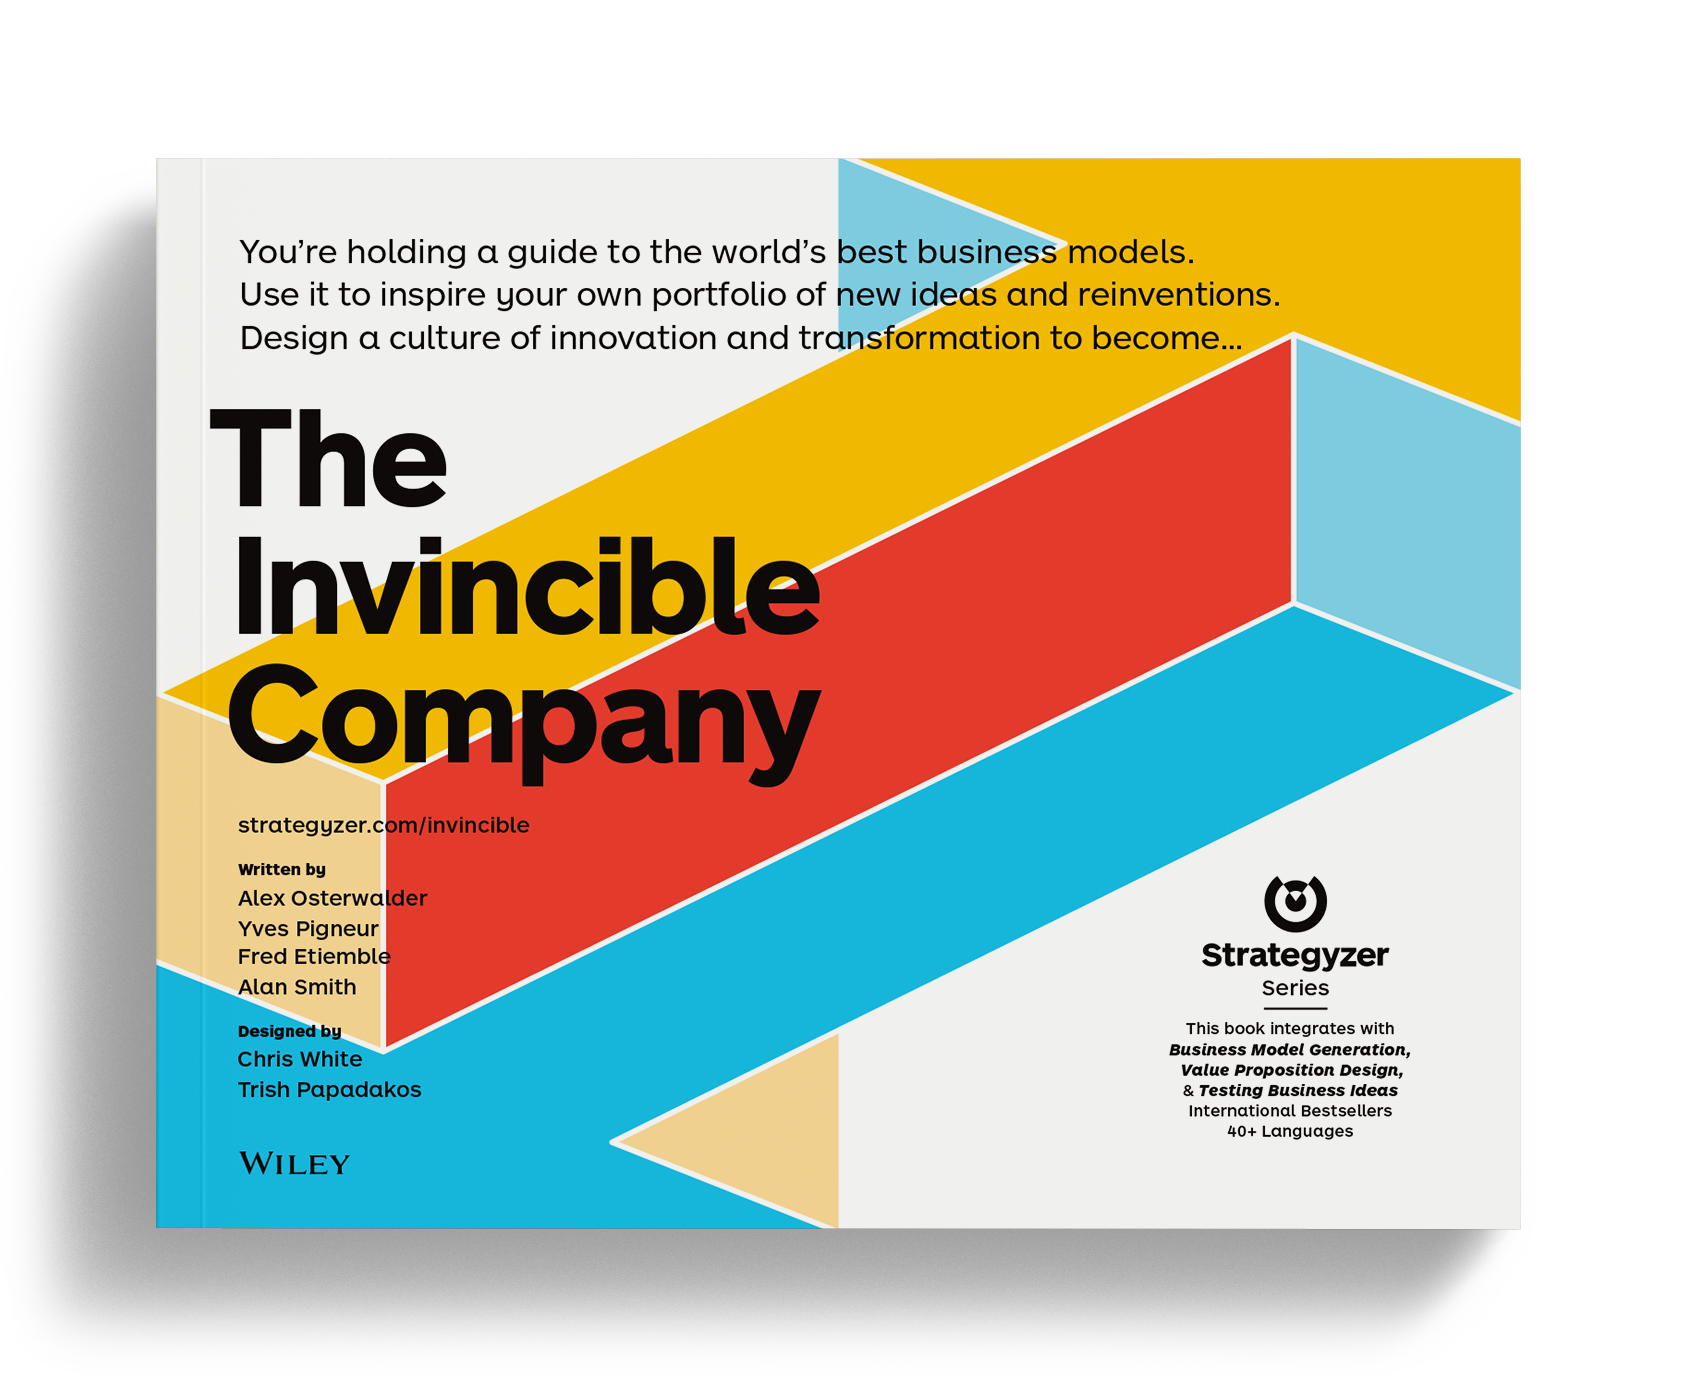 You’re holding a guide to the world’s best business models.
Use it to inspire your own portfolio of new ideas and reinventions.
Design a culture of innovation and transformation to become...
The
Invincible
Company
strategyzer.com/invincible
Written by
Alex Osterwalder
Yves Pigneur
Fred Etiemble
Alan Smith
Designed by
Chris White
Trish Papadakos
WILEY
Strategyzer
Series
This book integrates with
Business Model Generation,
Value Proposition Design,
& Testing Business Ideas
International Bestsellers
40+ Languages